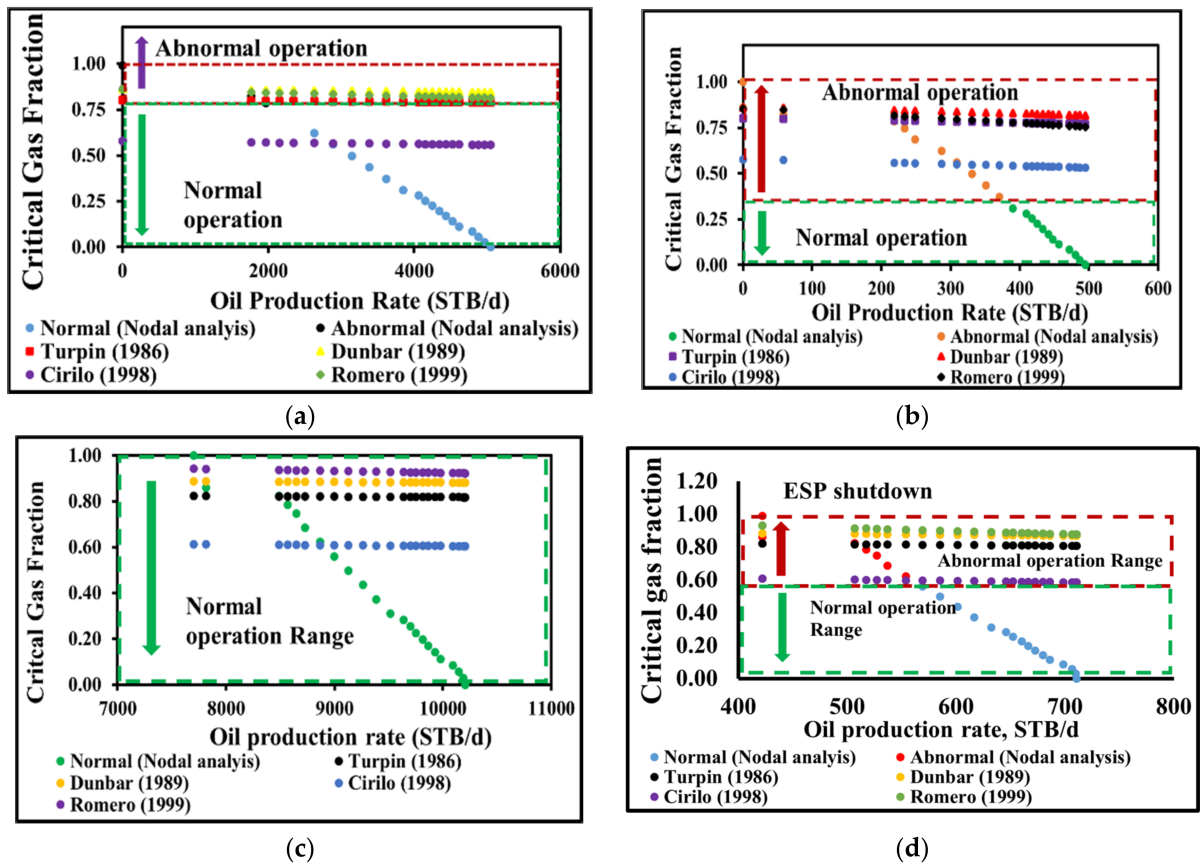 Critical Gas Fraction
1.00
0.75
0.50
0.25
0.00
Abnormal operation
Normal
operation
0
2000
4000
6000
Oil Production Rate (STB/d)
Normal (Nodal analyis)
Abnormal (Nodal analysis)
Turpin (1986)
Dunbar (1989)
Cirilo (1998)
Romero (1999)
(a)
Critical Gas Fraction
1.00
0.75
0.50
0.25
0.00
Abnormal operation
Normal operation
0
100
200
300
400
500
600
Oil Production Rate (STB/d)
Normal (Nodal analysis)
Abnormal (Nodal analysis)
Turpin (1986)
Dunbar (1989)
Cirilo (1998)
Romero (1999)
(b)
Critcal Gas Fraction
1.00
0.80
0.60
0.40
0.20
0.00
Normal
operation Range
7000
8000
9000
10000
11000
Oil production rate (STB/d)
Normal (Nodal analysis)
Turpin (1986)
Dunbar (1989)
Cirilo (1998)
Romero (1999)
(c)
Critical gas fraction
1.20
1.00
0.80
0.60
0.40
0.20
0.00
ESP shutdown
Abnormal operation Range
Normal operation
Range
400
500
600
700
800
Oil production rate, STB/d
Normal (Nodal analysis)
Abnormal (Nodal analysis)
Turpin (1986)
Dunbar (1989)
Cirilo (1998)
Romero (1999)
(d)